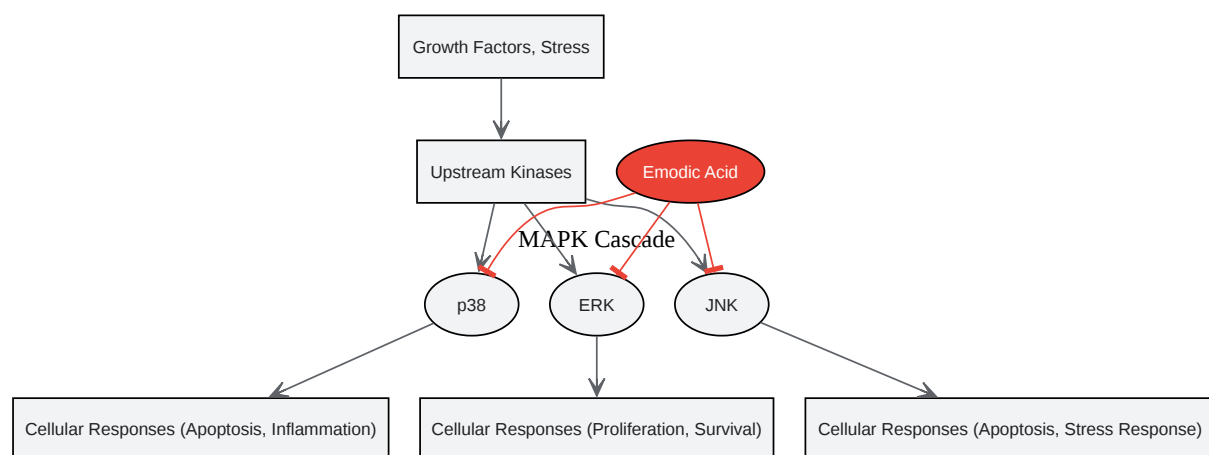 Growth Factors, Stress
Upstream Kinases
Emodic Acid
MAPK Cascade
p38
ERK
JNK
Cellular Responses (Apoptosis, Inflammation)
Cellular Responses (Proliferation, Survival)
Cellular Responses (Apoptosis, Stress Response)